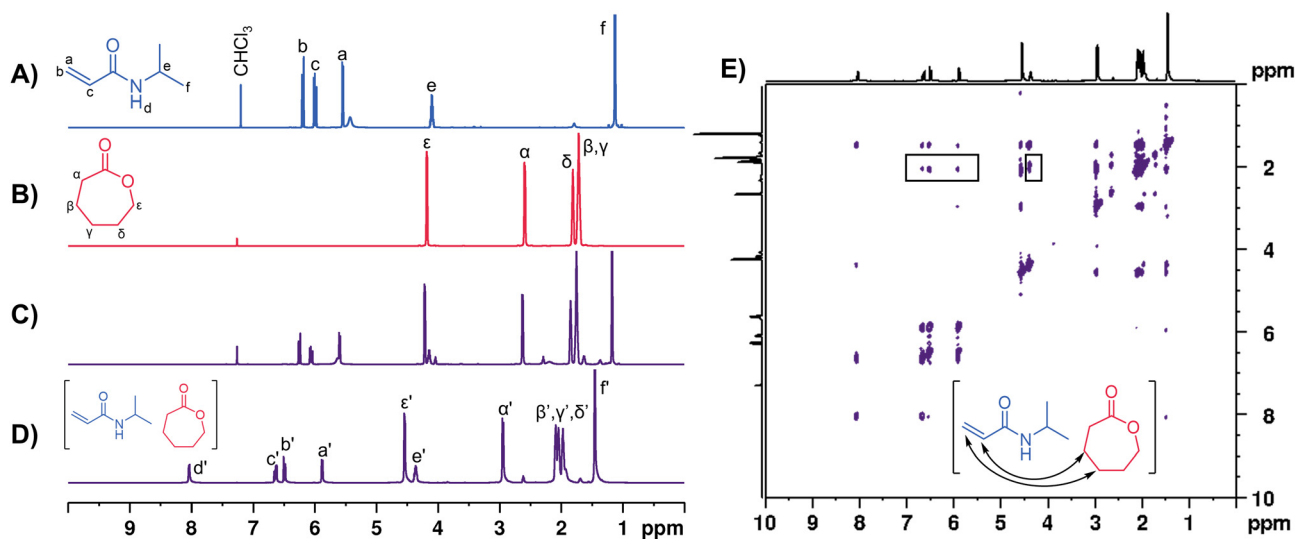 A)
a
b
c
O
N
H
d
e
f
CHCl3
b
c
a
e
f
B)
O
O
α
β
γ
δ
ε
ε
α
δ
β,γ
C)
D)
O
N
H
O
O
d'
c'
b'
a'
ε'
e'
α'
β',γ',δ'
f'
9 8 7 6 5 4 3 2 1 ppm
E)
ppm
2
4
6
8
10
O
N
H
O
O
10 9 8 7 6 5 4 3 2 1 ppm